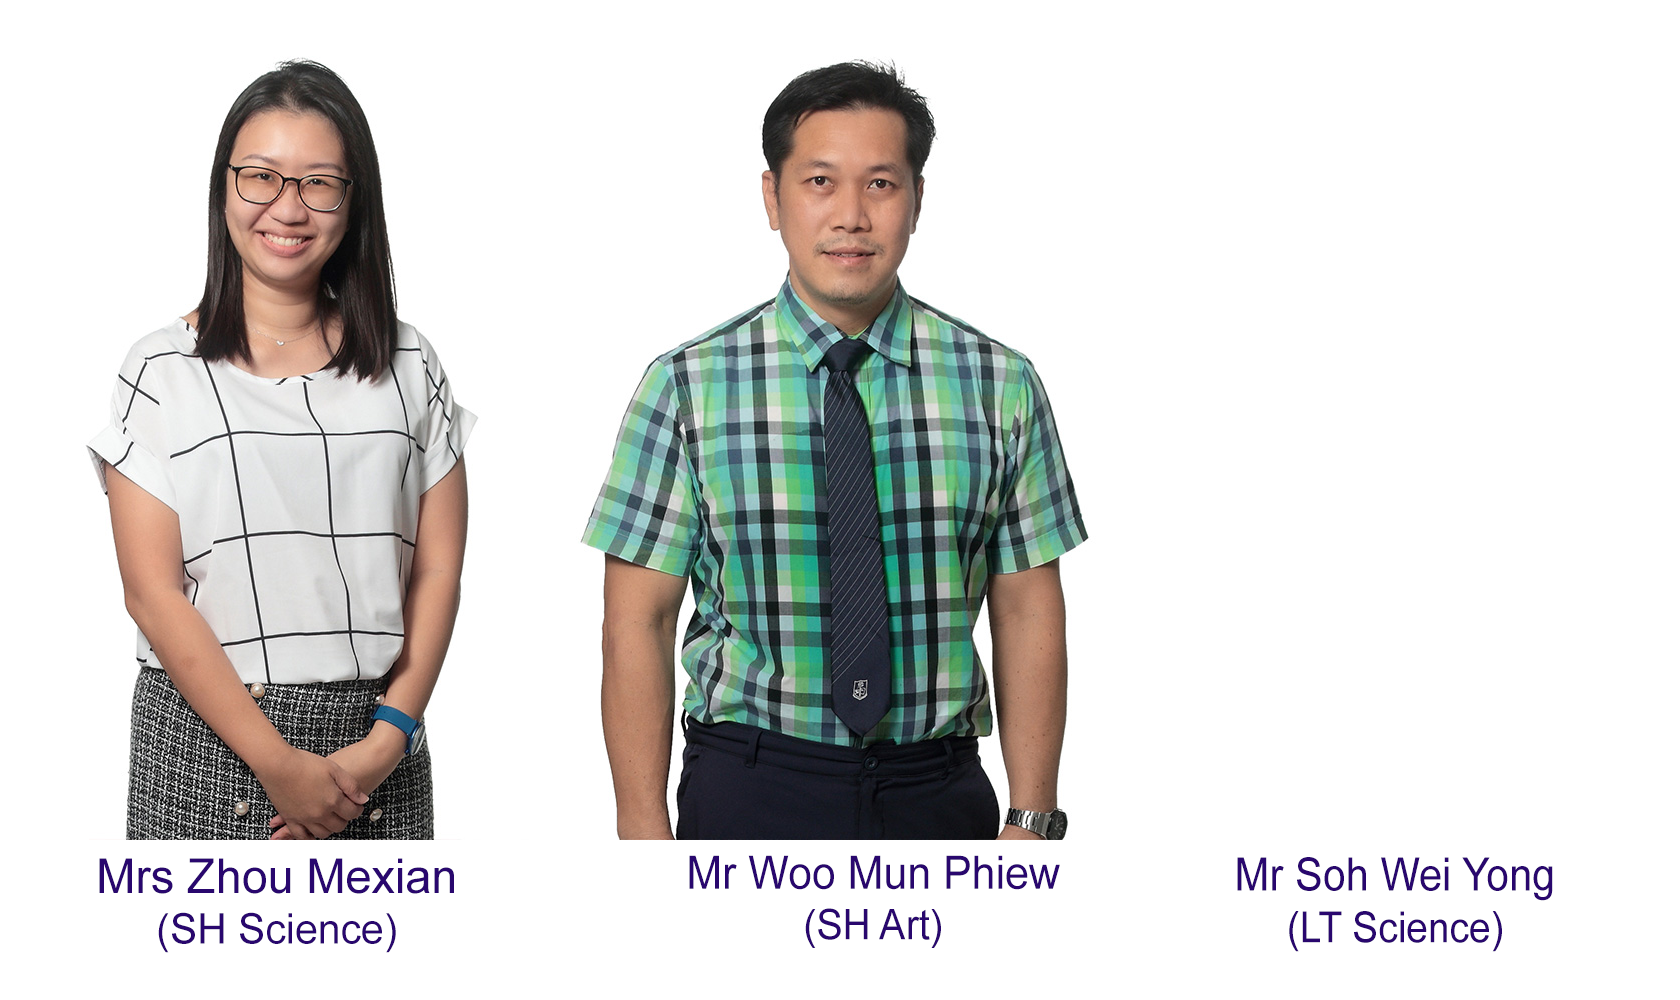 Mrs Zhou Mexian
(SH Science)
Mr Woo Mun Phiew
(SH Art)
Mr Soh Wei Yong
(LT Science)